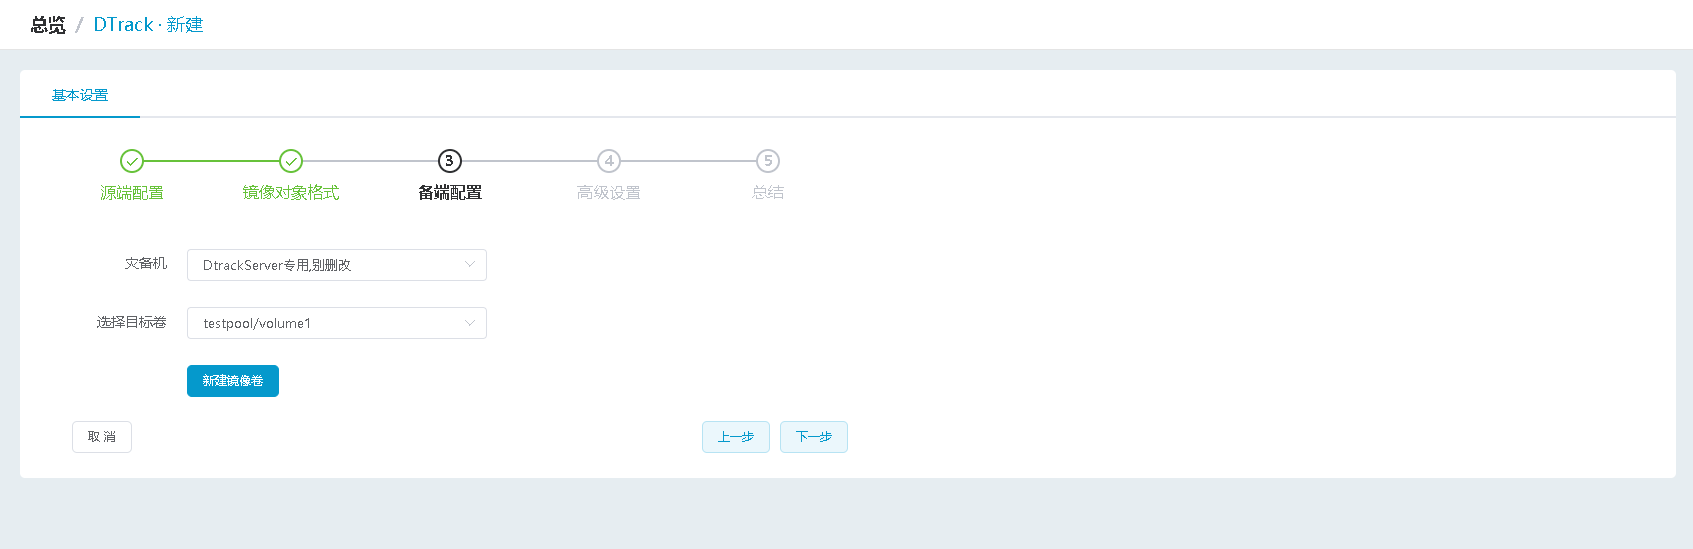 总览 / DTrack · 新建
基本设置
3 4 5
源端配置 镜像对象格式 备端配置 高级设置 总结
灾备机 DtrackServer专用,别删改
选择目标卷 testpool/volume1
新建镜像卷
取 消 上一步 下一步